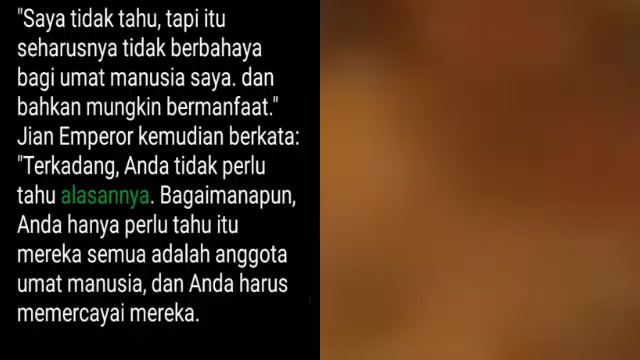 "Saya tidak tahu, tapi itu
seharusnya tidak berbahaya
bagi umat manusia saya. dan
bahkan mungkin bermanfaat."
Jian Emperor kemudian berkata:
"Terkadang, Anda tidak perlu
tahu alasannya. Bagaimanapun,
Anda hanya perlu tahu itu
mereka semua adalah anggota
umat manusia, dan Anda harus
memercayai mereka.